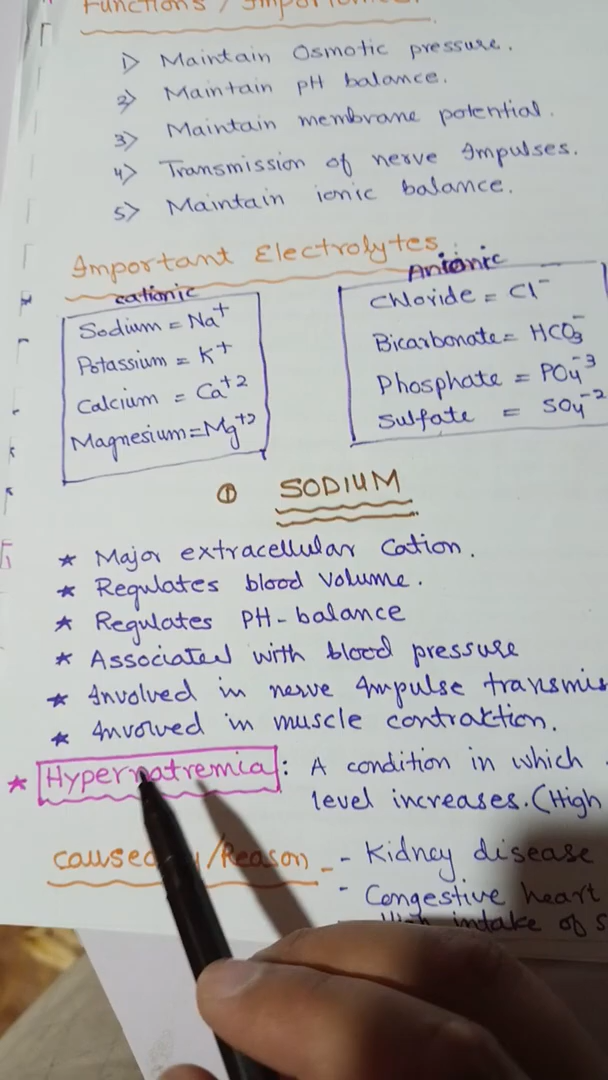 Functions /
1) Maintain Osmotic pressure.
2) Maintain pH balance.
3) Maintain membrane potential.
4) Transmission of nerve Impulses.
5) Maintain ionic balance.
Important Electrolytes :
cationic
Sodium = Na+
Potassium = K+
Calcium = Ca+2
Magnesium = Mg+2
Anionic
Chloride = Cl-
Bicarbonate = HCO3-
Phosphate = PO4-3
Sulfate = SO4-2
① SODIUM
* Major extracellular Cation.
* Regulates blood volume.
* Regulates PH-balance
* Associated with blood pressure
* Involved in nerve Impulse transmis
* Involved in muscle contraction.
* Hypernatremia : A condition in which
level increases. (High
/Reason - - Kidney disease
- Congestive heart
intake of s